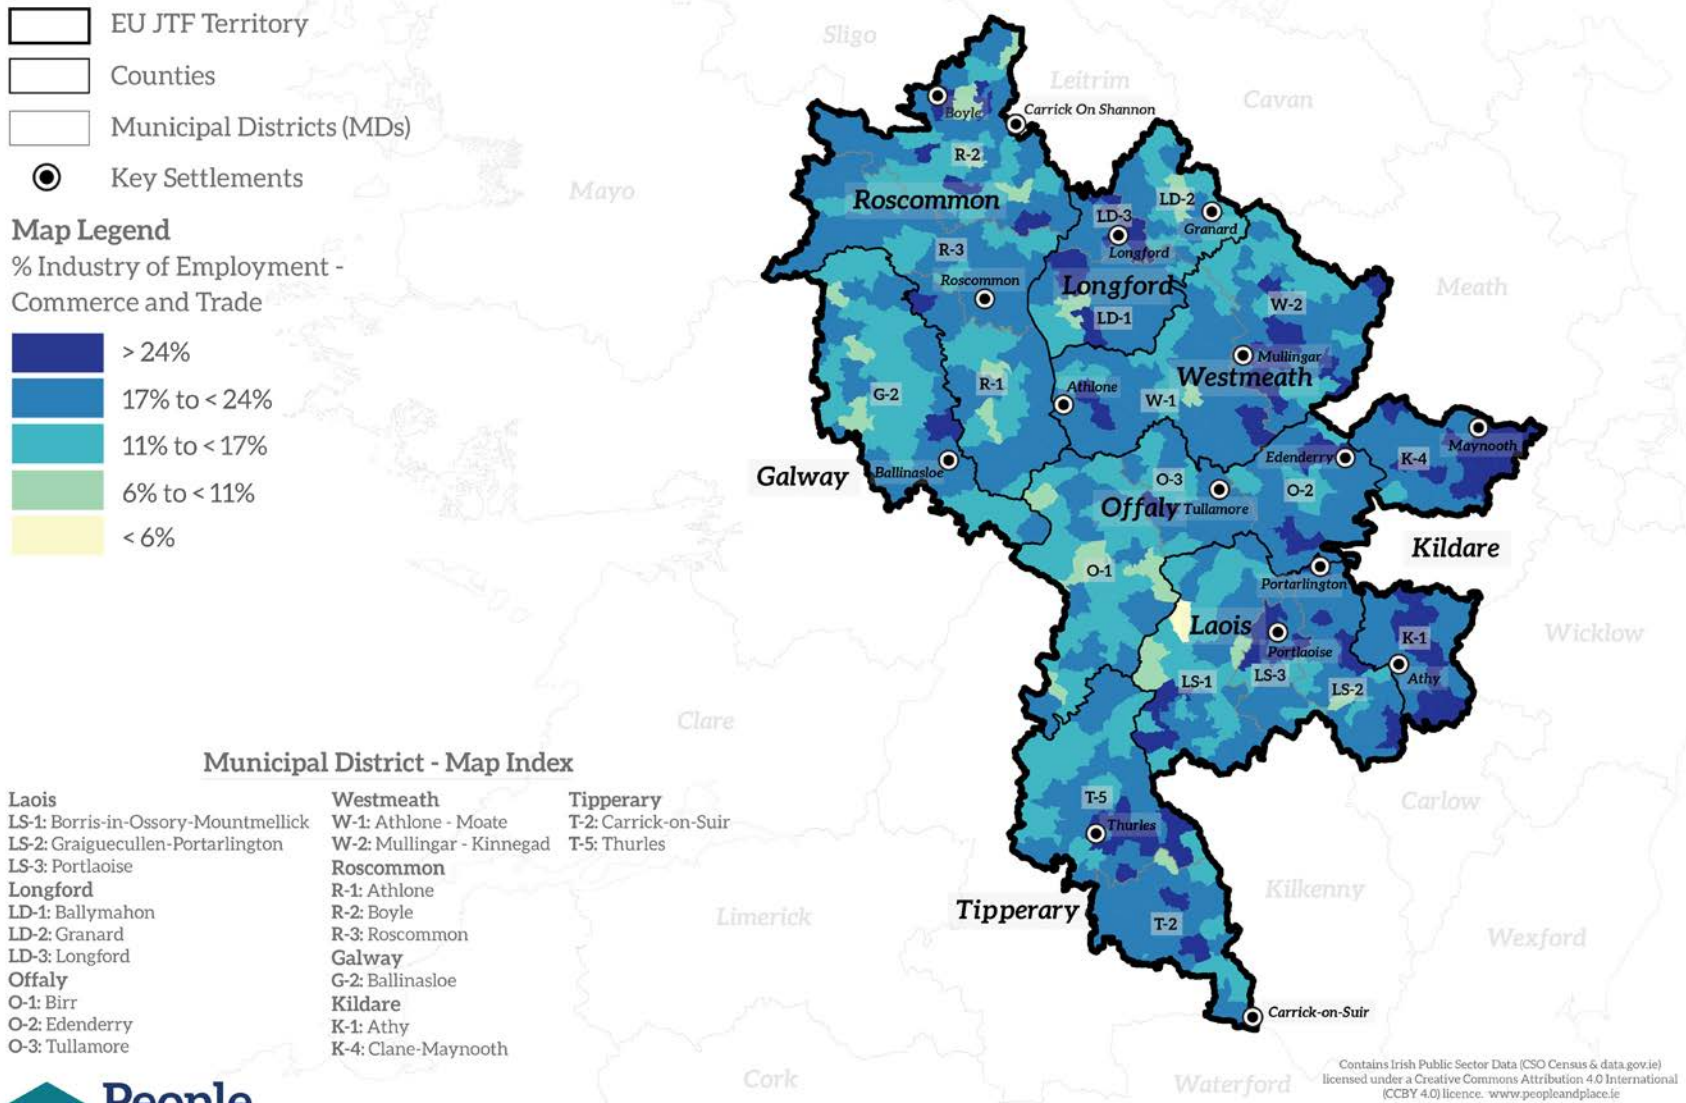 EU JTF Territory
Counties
Municipal Districts (MDs)
Key Settlements
Map Legend
% Industry of Employment -
Commerce and Trade
> 24%
17% to < 24%
11% to < 17%
6% to < 11%
< 6%
Sligo
Leitrim
Cavan
Mayo
Meath
Clare
Wicklow
Carlow
Kilkenny
Limerick
Wexford
Cork
Waterford
Boyle
Carrick On Shannon
R-2
Roscommon
LD-3
LD-2
Granard
Longford
R-3
Roscommon
Longford
LD-1
W-2
Mullingar
Westmeath
Athlone
W-1
R-1
G-2
Galway
Ballinasloe
Maynooth
K-4
Edenderry
O-3
O-2
Offaly
Tullamore
Kildare
O-1
Portarlington
Laois
Portlaoise
K-1
Athy
LS-1
LS-3
LS-2
T-5
Thurles
Tipperary
T-2
Carrick-on-Suir
Municipal District - Map Index
Laois
LS-1: Borris-in-Ossory-Mountmellick
LS-2: Graiguecullen-Portarlington
LS-3: Portlaoise
Longford
LD-1: Ballymahon
LD-2: Granard
LD-3: Longford
Offaly
O-1: Birr
O-2: Edenderry
O-3: Tullamore
Westmeath
W-1: Athlone - Moate
W-2: Mullingar - Kinnegad
Roscommon
R-1: Athlone
R-2: Boyle
R-3: Roscommon
Galway
G-2: Ballinasloe
Kildare
K-1: Athy
K-4: Clane-Maynooth
Tipperary
T-2: Carrick-on-Suir
T-5: Thurles
People
Contains Irish Public Sector Data (CSO Census & data.gov.ie)
licensed under a Creative Commons Attribution 4.0 International
(CCBY 4.0) licence. www.peopleandplace.ie